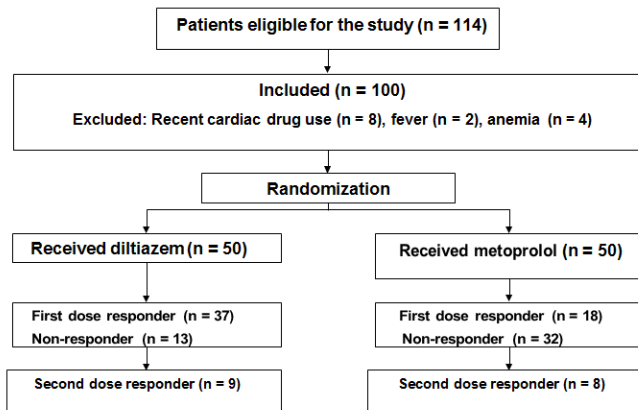 Patients eligible for the study (n = 114)
Included (n = 100)
Excluded: Recent cardiac drug use (n = 8), fever (n = 2), anemia (n = 4)
Randomization
Received diltiazem (n = 50)
Received metoprolol (n = 50)
First dose responder (n = 37)
Non-responder (n = 13)
First dose responder (n = 18)
Non-responder (n = 32)
Second dose responder (n = 9)
Second dose responder (n = 8)